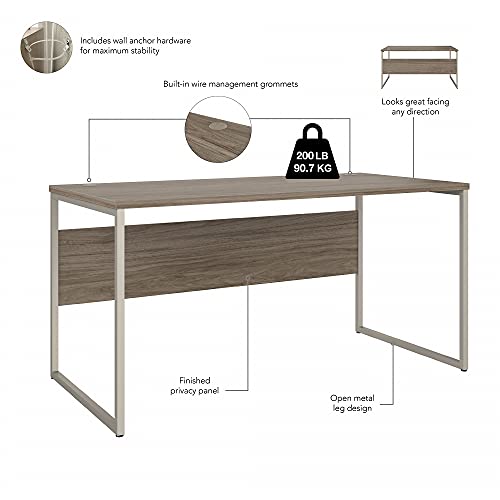 Includes wall anchor hardware
for maximum stability
Built-in wire management grommets
Looks great facing
any direction
200 LB
90.7 KG
Finished
privacy panel
Open metal
leg design